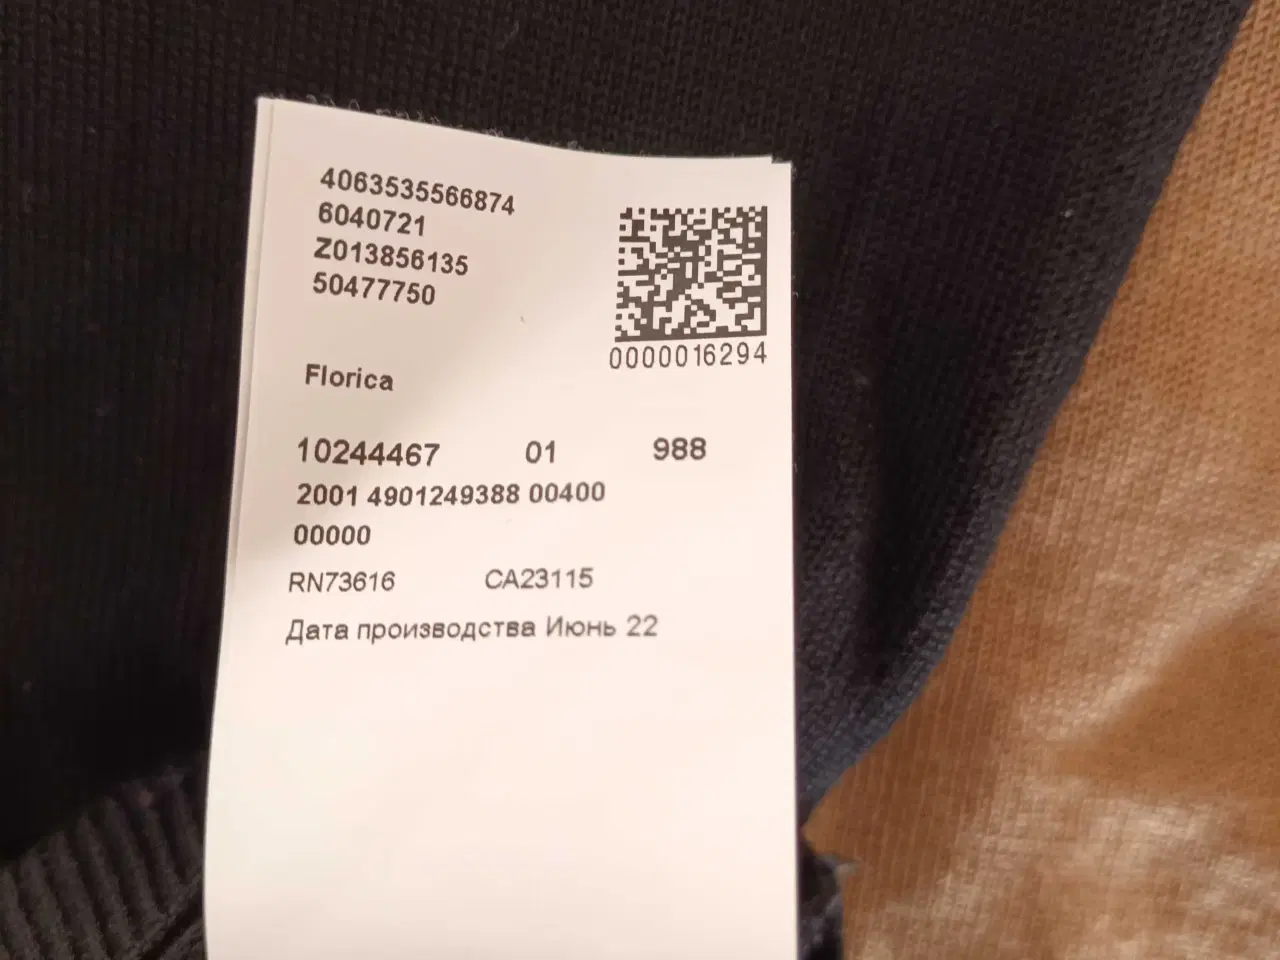 4063535566874
6040721
Z013856135
50477750
0000016294
Florica
10244467 01 988
2001 4901249388 00400
00000
RN73616 CA23115
Дата производства Июнь 22